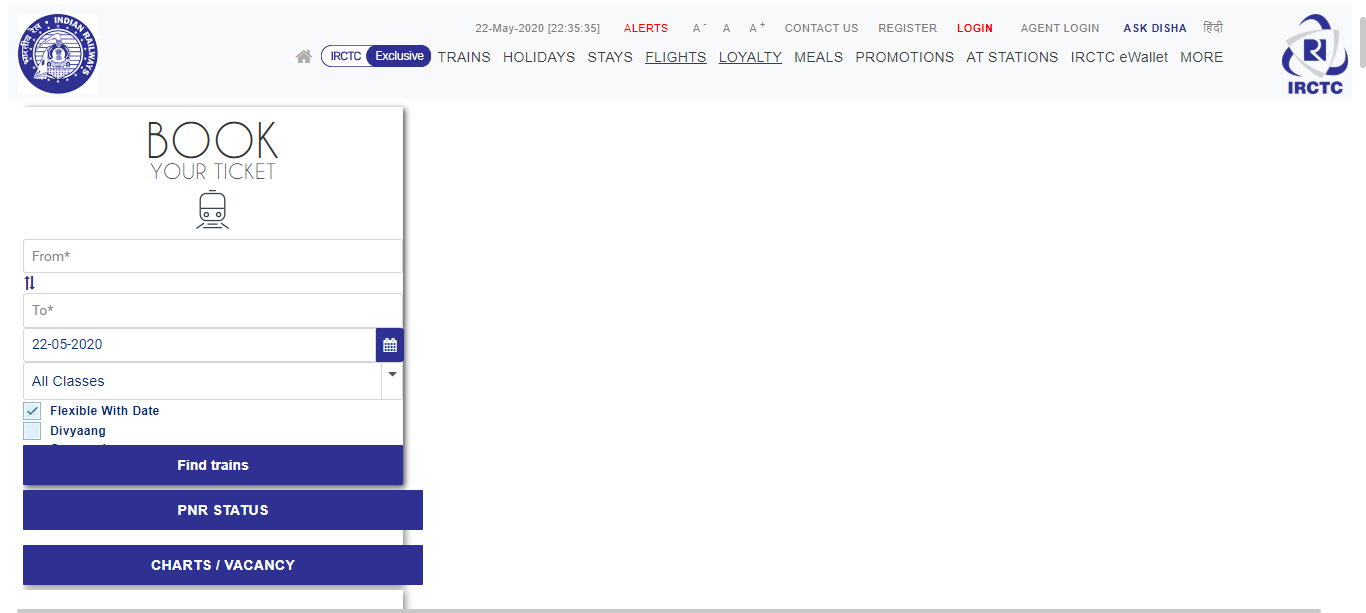 INDIAN RAILWAYS
भारतीय रेल
22-May-2020 [22:35:35] ALERTS A- A A+ CONTACT US REGISTER LOGIN AGENT LOGIN ASK DISHA हिंदी
IRCTC Exclusive TRAINS HOLIDAYS STAYS FLIGHTS LOYALTY MEALS PROMOTIONS AT STATIONS IRCTC eWallet MORE
IRCTC
BOOK
YOUR TICKET
From*
To*
22-05-2020
All Classes
Flexible With Date
Divyaang
Find trains
PNR STATUS
CHARTS / VACANCY